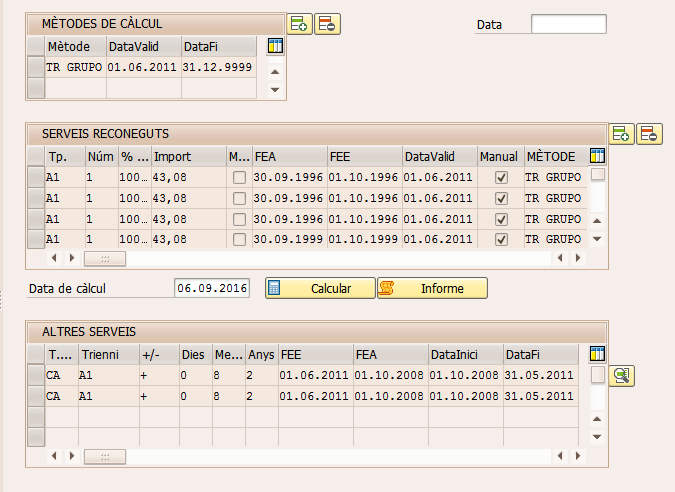 MÈTODES DE CÀLCUL
Data
Mètode DataValid DataFi
TR GRUPO 01.06.2011 31.12.9999
SERVEIS RECONEGUTS
Tp. Núm % ... Import M... FEA FEE DataValid Manual MÈTODE
A1 1 100... 43,08 30.09.1996 01.10.1996 01.06.2011 TR GRUPO
A1 1 100... 43,08 30.09.1996 01.10.1996 01.06.2011 TR GRUPO
A1 1 100... 43,08 30.09.1996 01.10.1996 01.06.2011 TR GRUPO
A1 1 100... 43,08 30.09.1999 01.10.1999 01.06.2011 TR GRUPO
Data de càlcul 06.09.2016 Calcular Informe
ALTRES SERVEIS
T.... Trienni +/- Dies Me... Anys FEE FEA DataInici DataFi
CA A1 + 0 8 2 01.06.2011 01.10.2008 01.10.2008 31.05.2011
CA A1 + 0 8 2 01.06.2011 01.10.2008 01.10.2008 31.05.2011